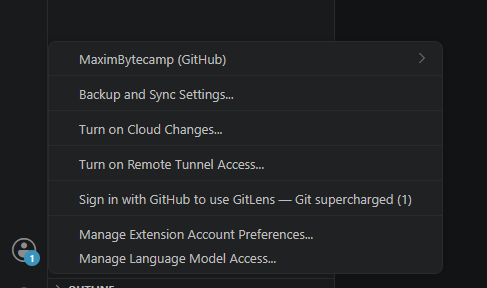 MaximBytecamp (GitHub)
Backup and Sync Settings...
Turn on Cloud Changes...
Turn on Remote Tunnel Access...
Sign in with GitHub to use GitLens — Git supercharged (1)
Manage Extension Account Preferences...
Manage Language Model Access...
1
OUTLINE